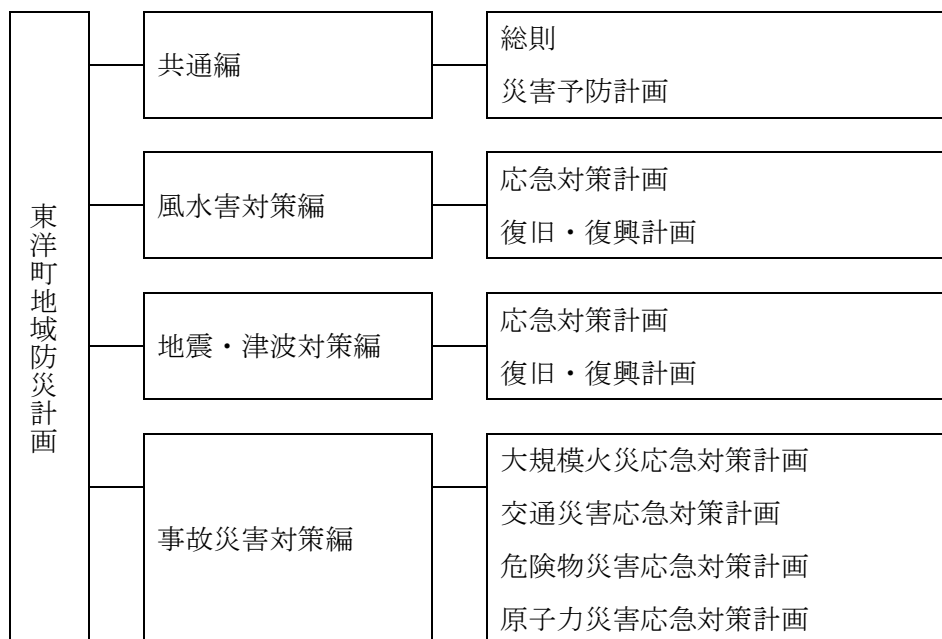 東洋町地域防災計画
共通編
総則
災害予防計画
風水害対策編
応急対策計画
復旧・復興計画
地震・津波対策編
応急対策計画
復旧・復興計画
事故災害対策編
大規模火災応急対策計画
交通災害応急対策計画
危険物災害応急対策計画
原子力災害応急対策計画